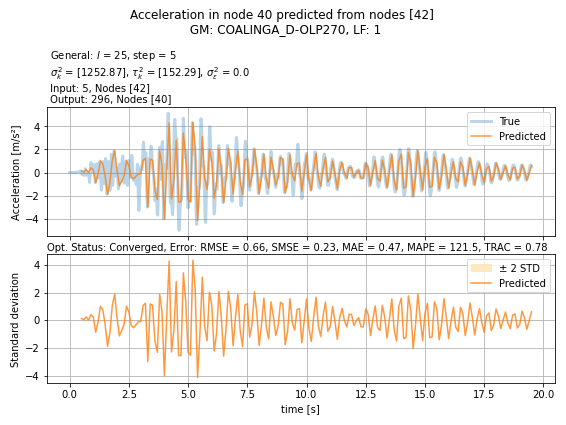 Acceleration in node 40 predicted from nodes [42]
GM: COALINGA_D-OLP270, LF: 1
General: l = 25, step = 5
σ²ₖ = [1252.87], τ²ₖ = [152.29], σ²ε = 0.0
Input: 5, Nodes [42]
Output: 296, Nodes [40]
True
Predicted
Acceleration [m/s²]
4
2
0
−2
−4
Opt. Status: Converged, Error: RMSE = 0.66, SMSE = 0.23, MAE = 0.47, MAPE = 121.5, TRAC = 0.78
± 2 STD
Predicted
Standard deviation
4
2
0
−2
−4
0.0 2.5 5.0 7.5 10.0 12.5 15.0 17.5 20.0
time [s]